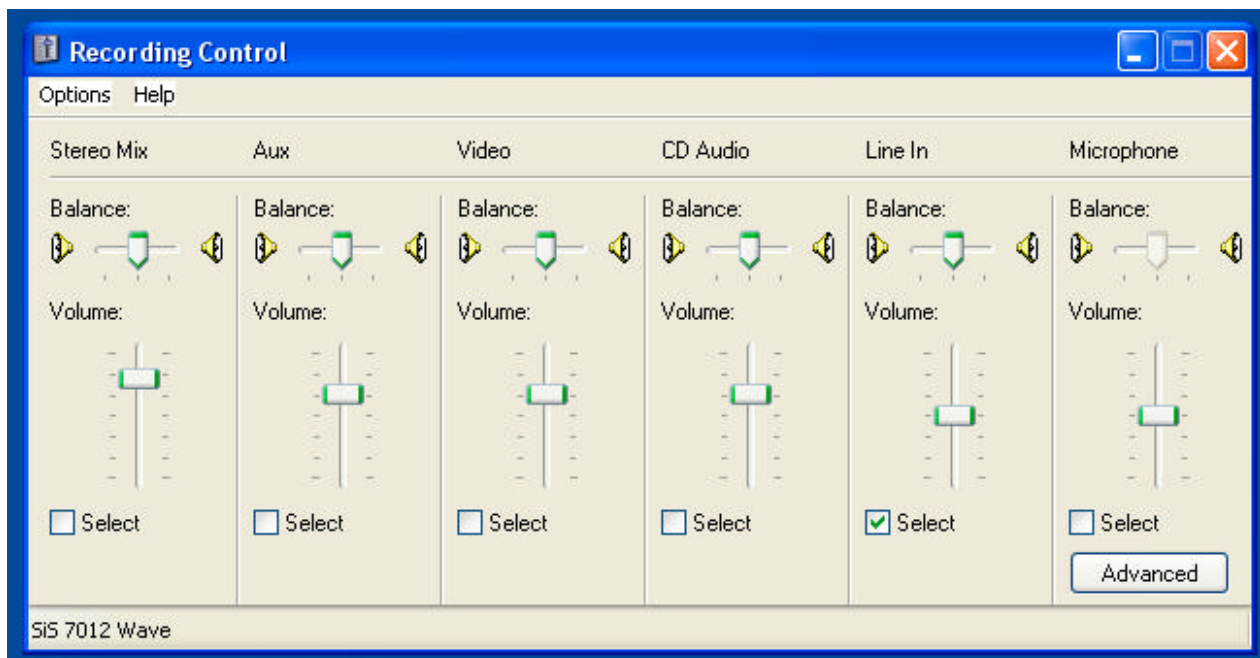 Recording Control
Options Help
Stereo Mix Aux Video CD Audio Line In Microphone
Balance: Balance: Balance: Balance: Balance: Balance:
Volume: Volume: Volume: Volume: Volume: Volume:
Select Select Select Select Select Select
Advanced
SiS 7012 Wave